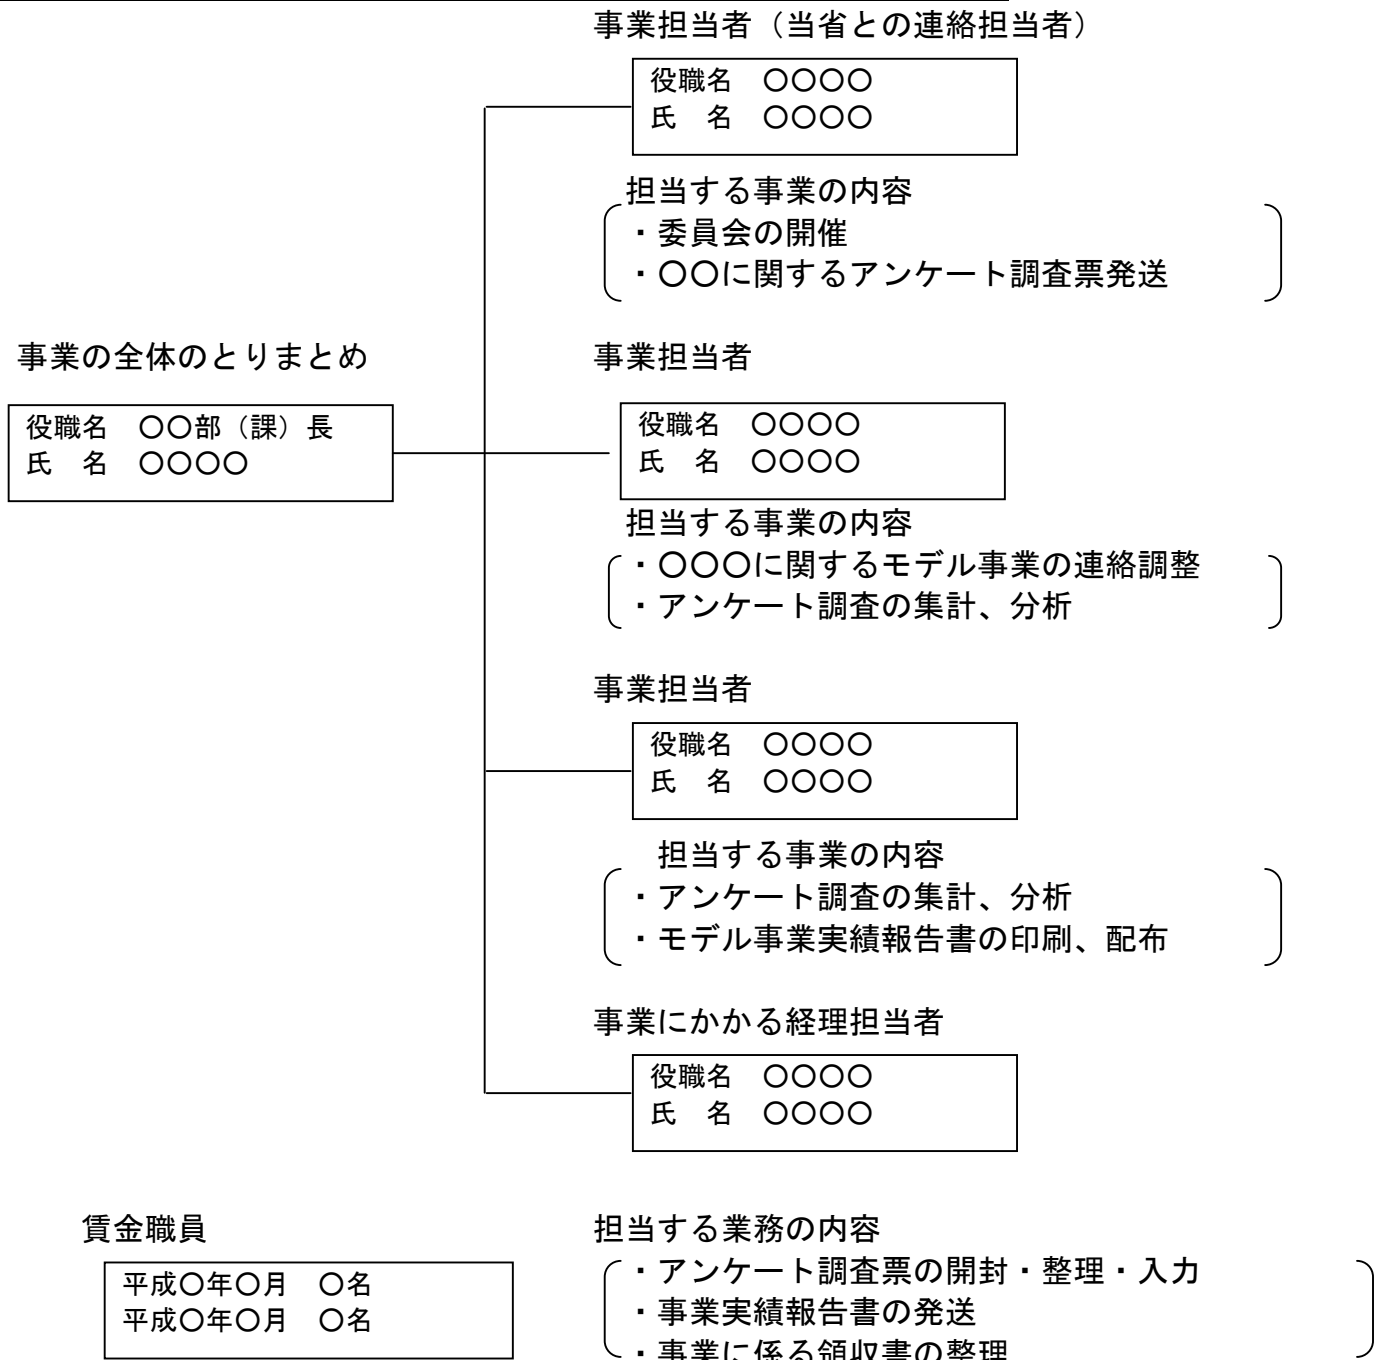 事業担当者（当省との連絡担当者）
役職名　〇〇〇〇
氏　名　〇〇〇〇
担当する事業の内容
・委員会の開催
・〇〇に関するアンケート調査票発送
事業の全体のとりまとめ
役職名　〇〇部（課）長
氏　名　〇〇〇〇
事業担当者
役職名　〇〇〇〇
氏　名　〇〇〇〇
担当する事業の内容
・〇〇〇に関するモデル事業の連絡調整
・アンケート調査の集計、分析
事業担当者
役職名　〇〇〇〇
氏　名　〇〇〇〇
担当する事業の内容
・アンケート調査の集計、分析
・モデル事業実績報告書の印刷、配布
事業にかかる経理担当者
役職名　〇〇〇〇
氏　名　〇〇〇〇
賃金職員
平成〇年〇月　〇名
平成〇年〇月　〇名
担当する業務の内容
・アンケート調査票の開封・整理・入力
・事業実績報告書の発送
・事業に係る領収書の整理